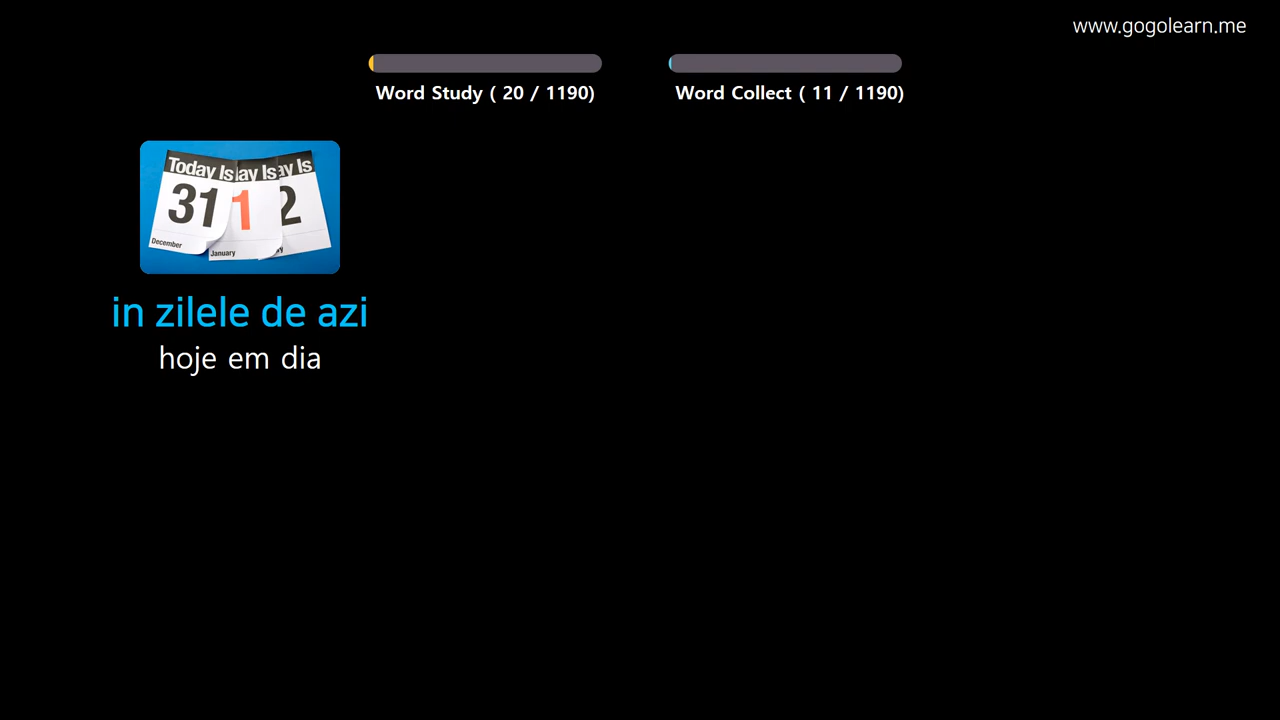 www.gogolearn.me
Word Study ( 20 / 1190)
Word Collect ( 11 / 1190)
Today Is
ay Is
ay Is
31
1
2
December
January
in zilele de azi
hoje em dia